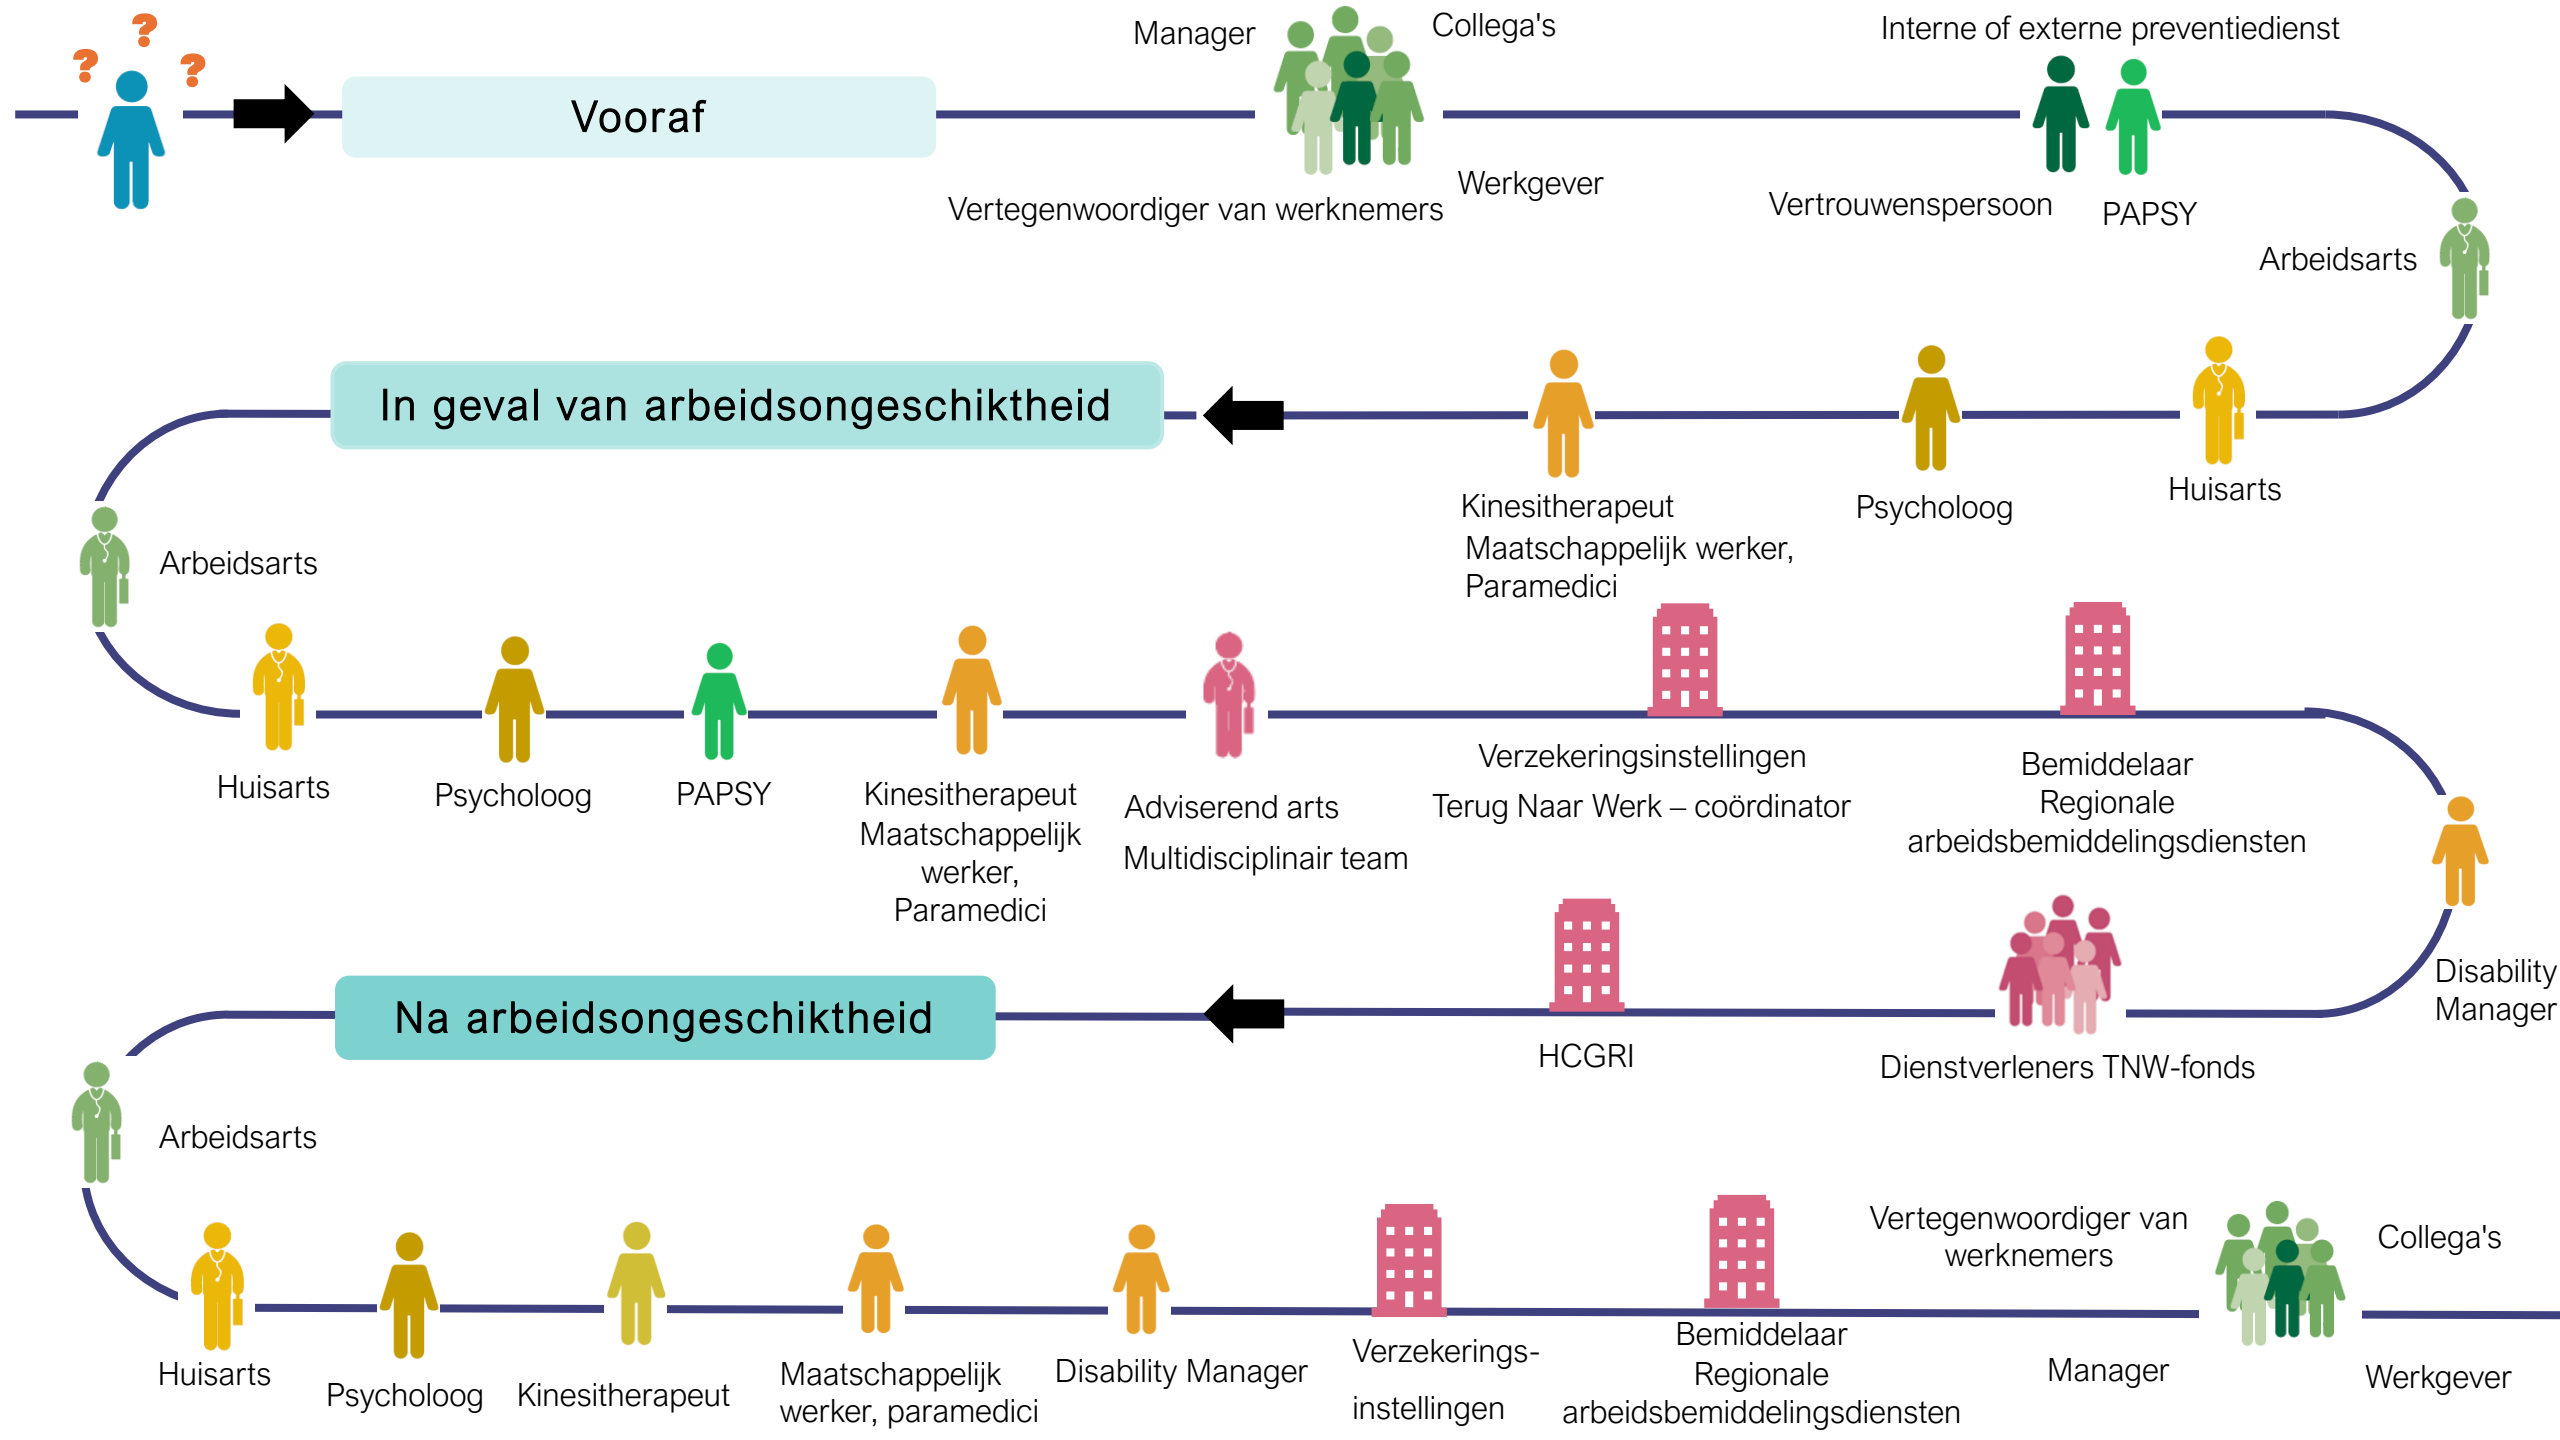 ? ? ?
Vooraf
Manager
Collega's
Vertegenwoordiger van werknemers
Werkgever
Interne of externe preventiedienst
Vertrouwenspersoon
PAPSY
Arbeidsarts
Huisarts
Psycholoog
Kinesitherapeut
Maatschappelijk werker,
Paramedici
In geval van arbeidsongeschiktheid
Arbeidsarts
Huisarts
Psycholoog
PAPSY
Kinesitherapeut
Maatschappelijk
werker,
Paramedici
Adviserend arts
Multidisciplinair team
Verzekeringsinstellingen
Terug Naar Werk – coördinator
Bemiddelaar
Regionale
arbeidsbemiddelingsdiensten
Disability
Manager
Dienstverleners TNW-fonds
HCGRI
Na arbeidsongeschiktheid
Arbeidsarts
Huisarts
Psycholoog
Kinesitherapeut
Maatschappelijk
werker, paramedici
Disability Manager
Verzekerings-
instellingen
Bemiddelaar
Regionale
arbeidsbemiddelingsdiensten
Vertegenwoordiger van
werknemers
Manager
Collega's
Werkgever